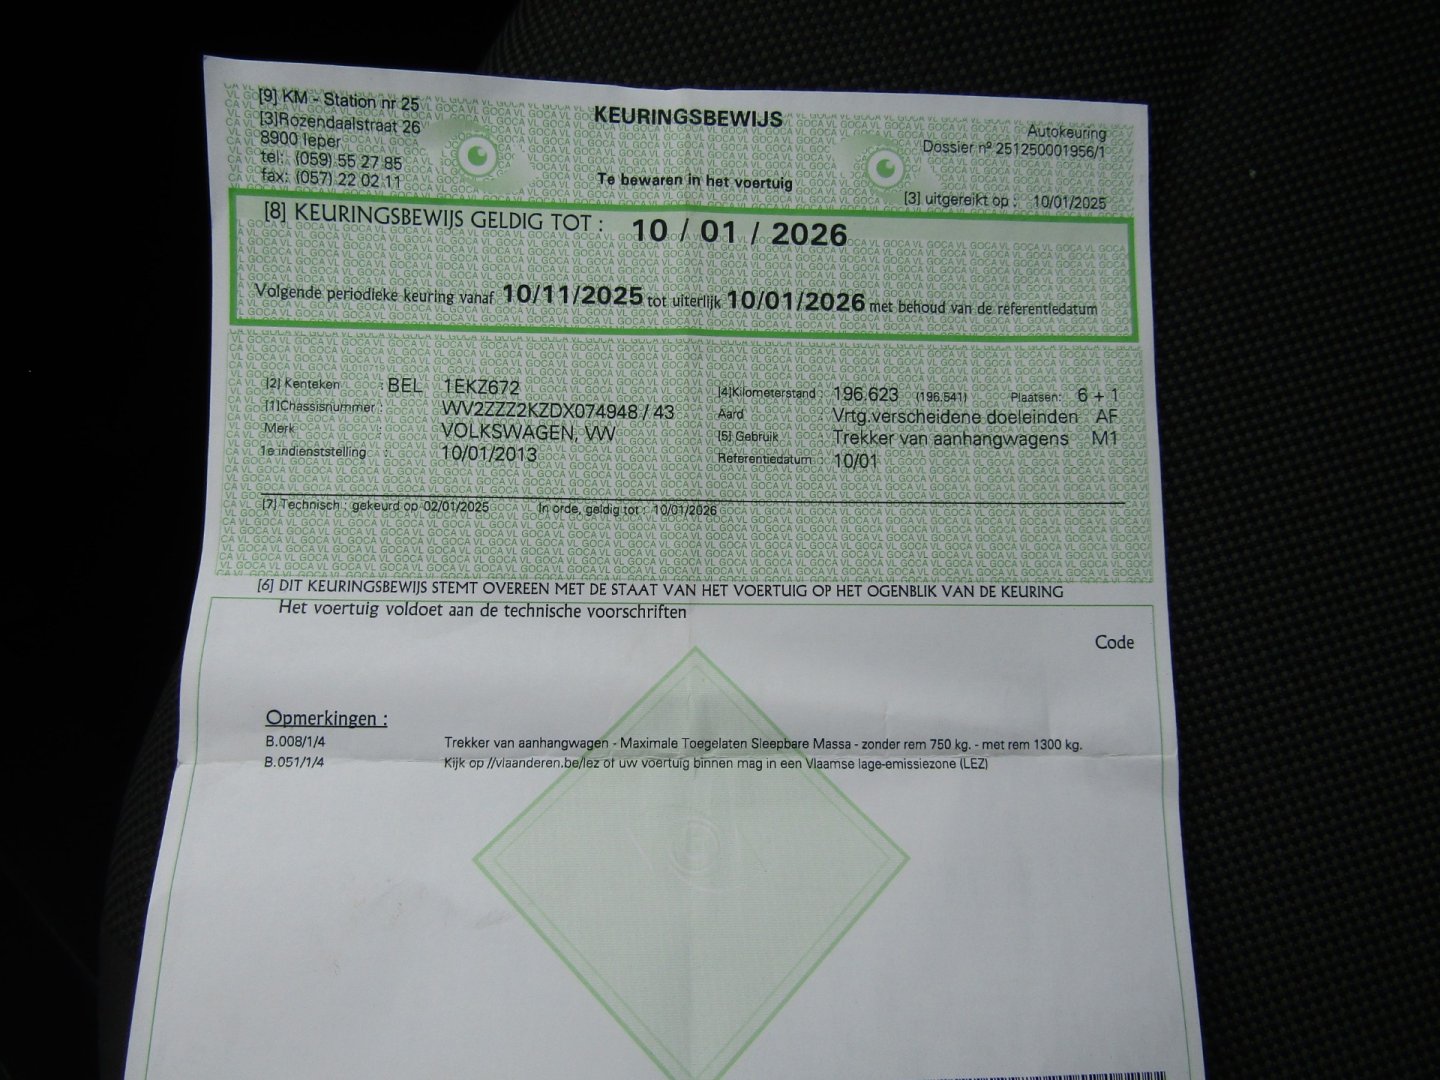 [9] KM - Station nr 25
[3]Rozendaalstraat 26
8900 Ieper
tel: (059) 55 27 85
fax: (057) 22 02 11
KEURINGSBEWIJS
Te bewaren in het voertuig
Autokeuring
Dossier nº 251250001956/1
[3] uitgereikt op : 10/01/2025
[8] KEURINGSBEWIJS GELDIG TOT : 10 / 01 / 2026
Volgende periodieke keuring vanaf 10/11/2025 tot uiterlijk 10/01/2026 met behoud van de referentiedatum
[2] Kenteken : BEL 1EKZ672
[1]Chassisnummer : WV2ZZZ2KZDX074948 / 43
Merk : VOLKSWAGEN, VW
1e indienststelling : 10/01/2013
[4]Kilometerstand : 196.623 (196.541) Plaatsen: 6 + 1
Aard : Vrtg.verscheidene doeleinden AF
[5] Gebruik : Trekker van aanhangwagens M1
Referentiedatum : 10/01
[7] Technisch : gekeurd op 02/01/2025 In orde, geldig tot : 10/01/2026
[6] DIT KEURINGSBEWIJS STEMT OVEREEN MET DE STAAT VAN HET VOERTUIG OP HET OGENBLIK VAN DE KEURING
Het voertuig voldoet aan de technische voorschriften
Code
Opmerkingen :
B.008/1/4 Trekker van aanhangwagen - Maximale Toegelaten Sleepbare Massa - zonder rem 750 kg. - met rem 1300 kg.
B.051/1/4 Kijk op //vlaanderen.be/lez of uw voertuig binnen mag in een Vlaamse lage-emissiezone (LEZ)